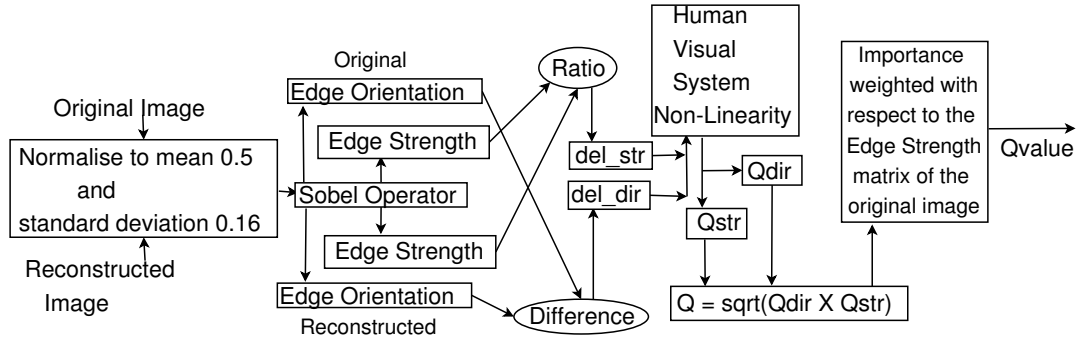 Original Image
Normalise to mean 0.5
and
standard deviation 0.16
Reconstructed
Image
Original
Edge Orientation
Edge Strength
Sobel Operator
Edge Strength
Edge Orientation
Reconstructed
Ratio
Difference
del_str
del_dir
Human
Visual
System
Non-Linearity
Qdir
Qstr
Q = sqrt(Qdir X Qstr)
Importance
weighted with
respect to the
Edge Strength
matrix of the
original image
Qvalue